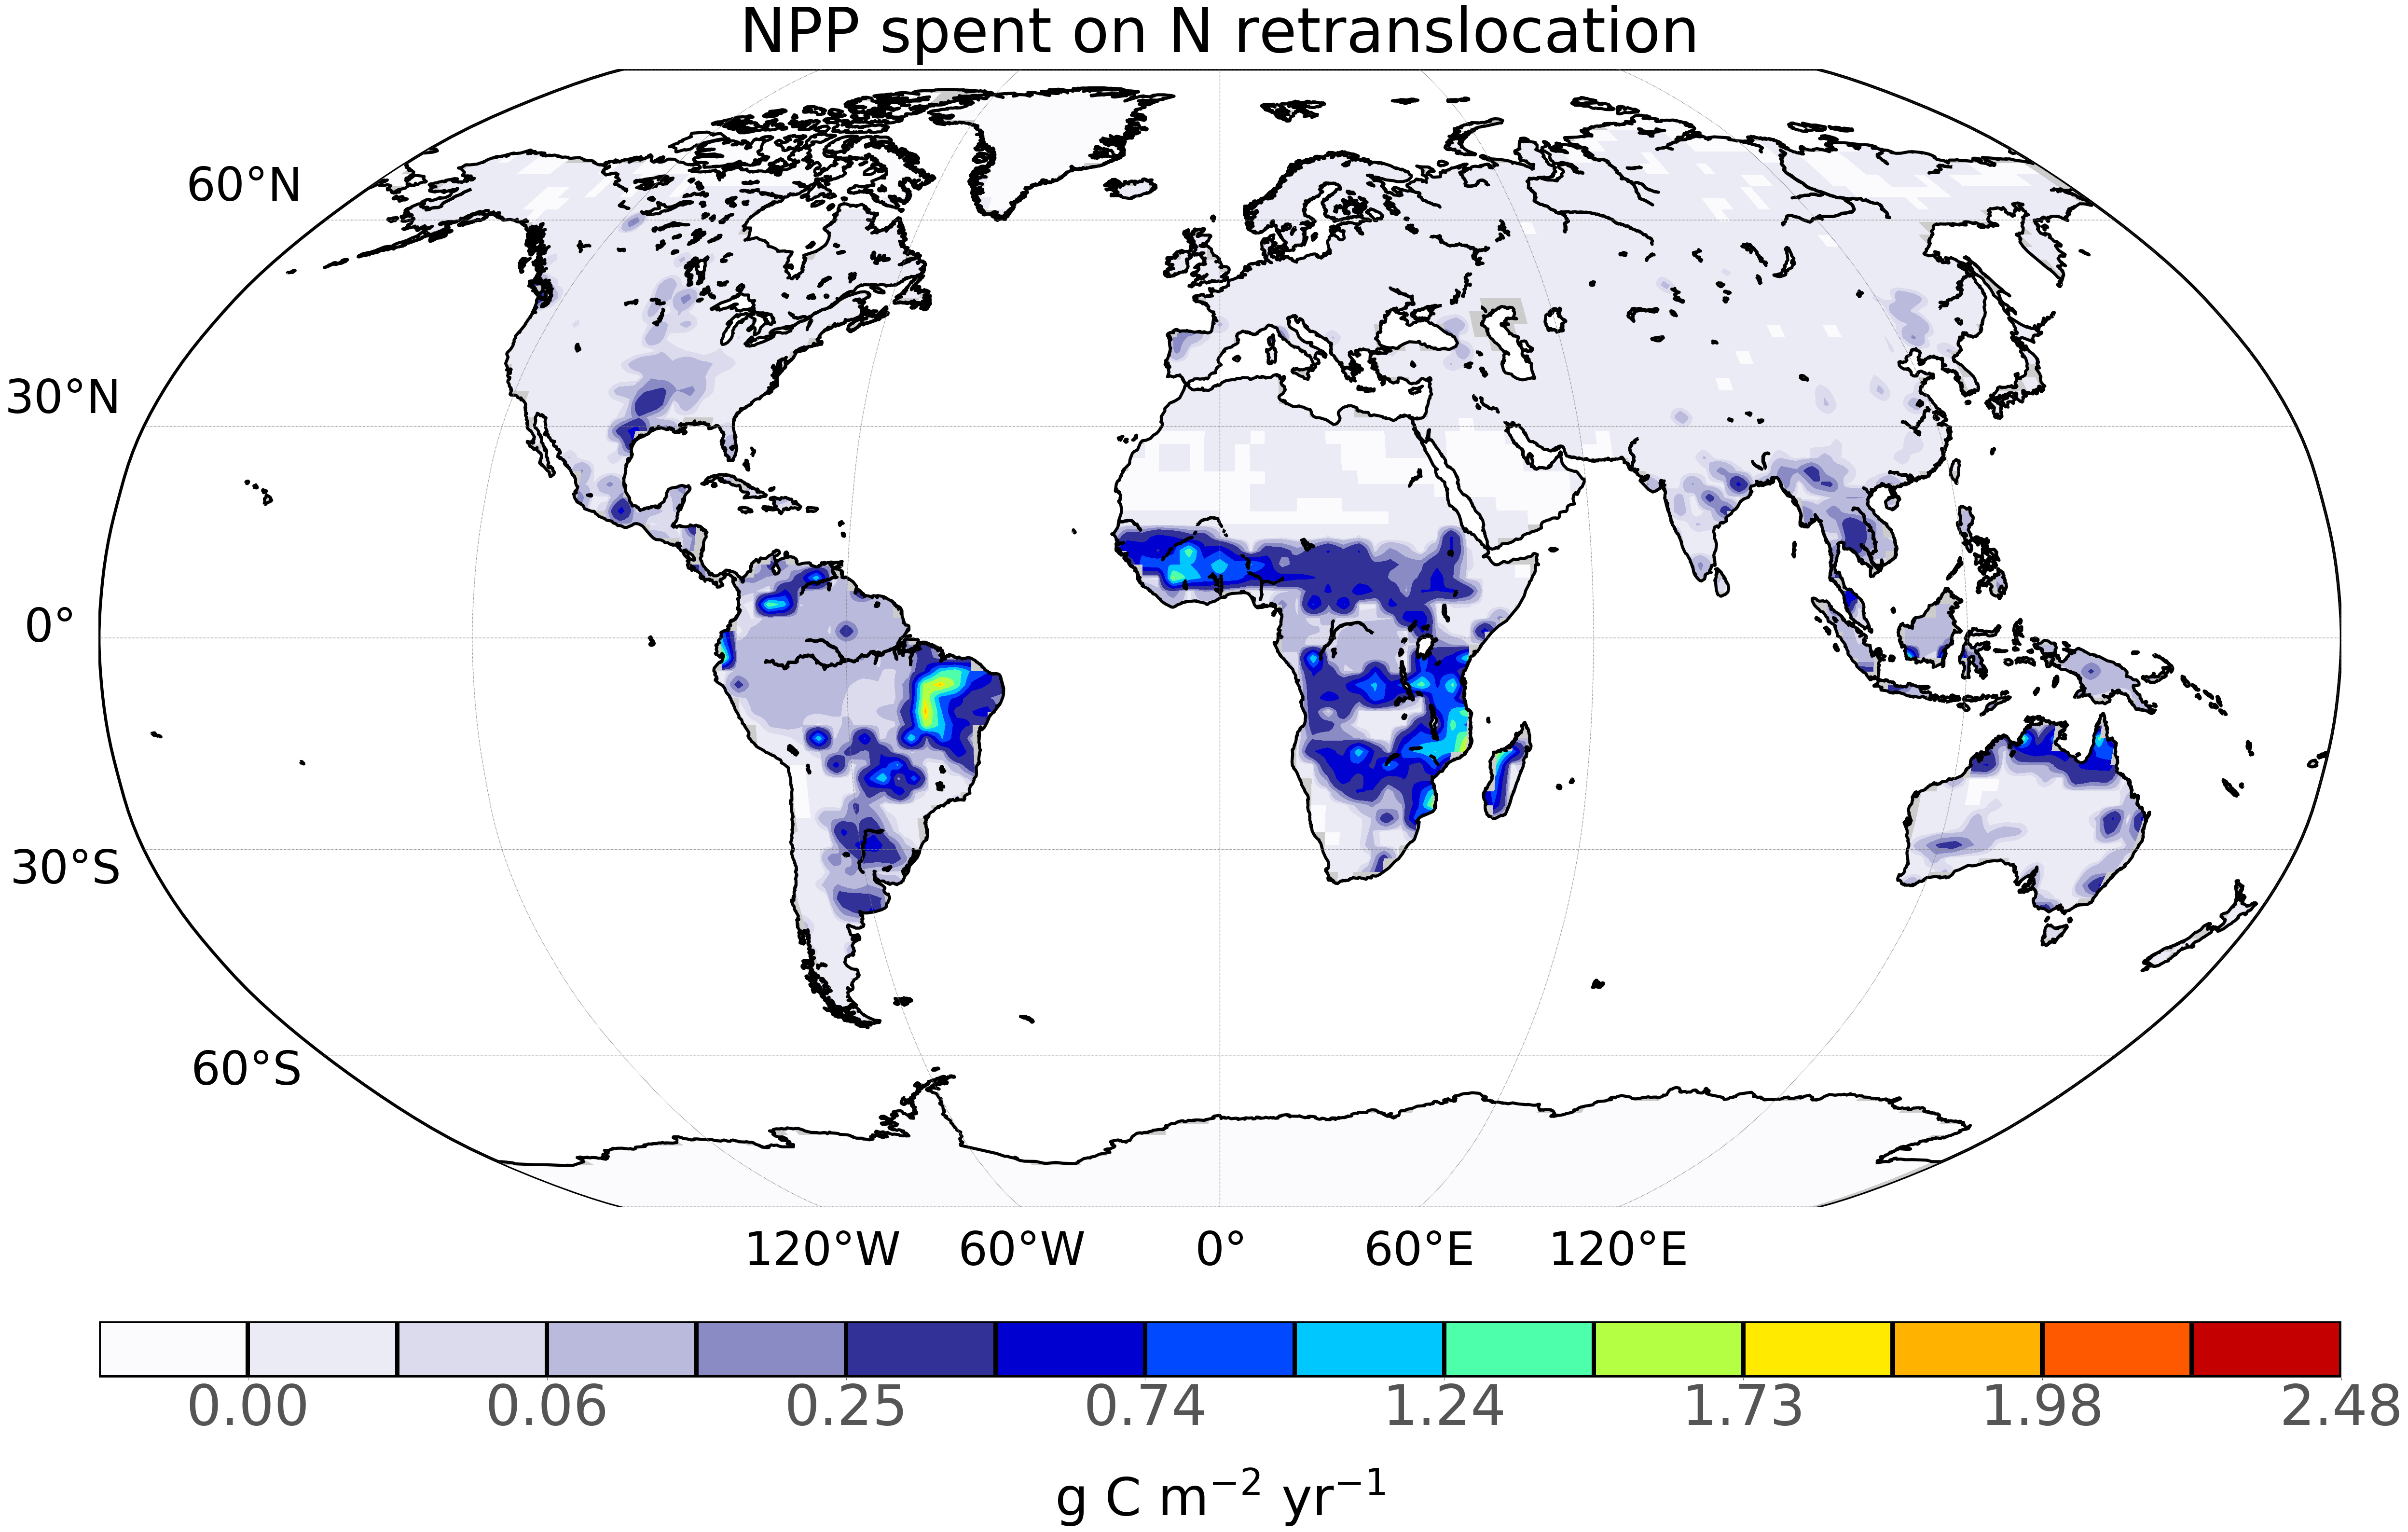 NPP spent on N retranslocation
60°N
30°N
0°
30°S
60°S
120°W 60°W 0° 60°E 120°E
0.00 0.06 0.25 0.74 1.24 1.73 1.98 2.48
g C m⁻² yr⁻¹